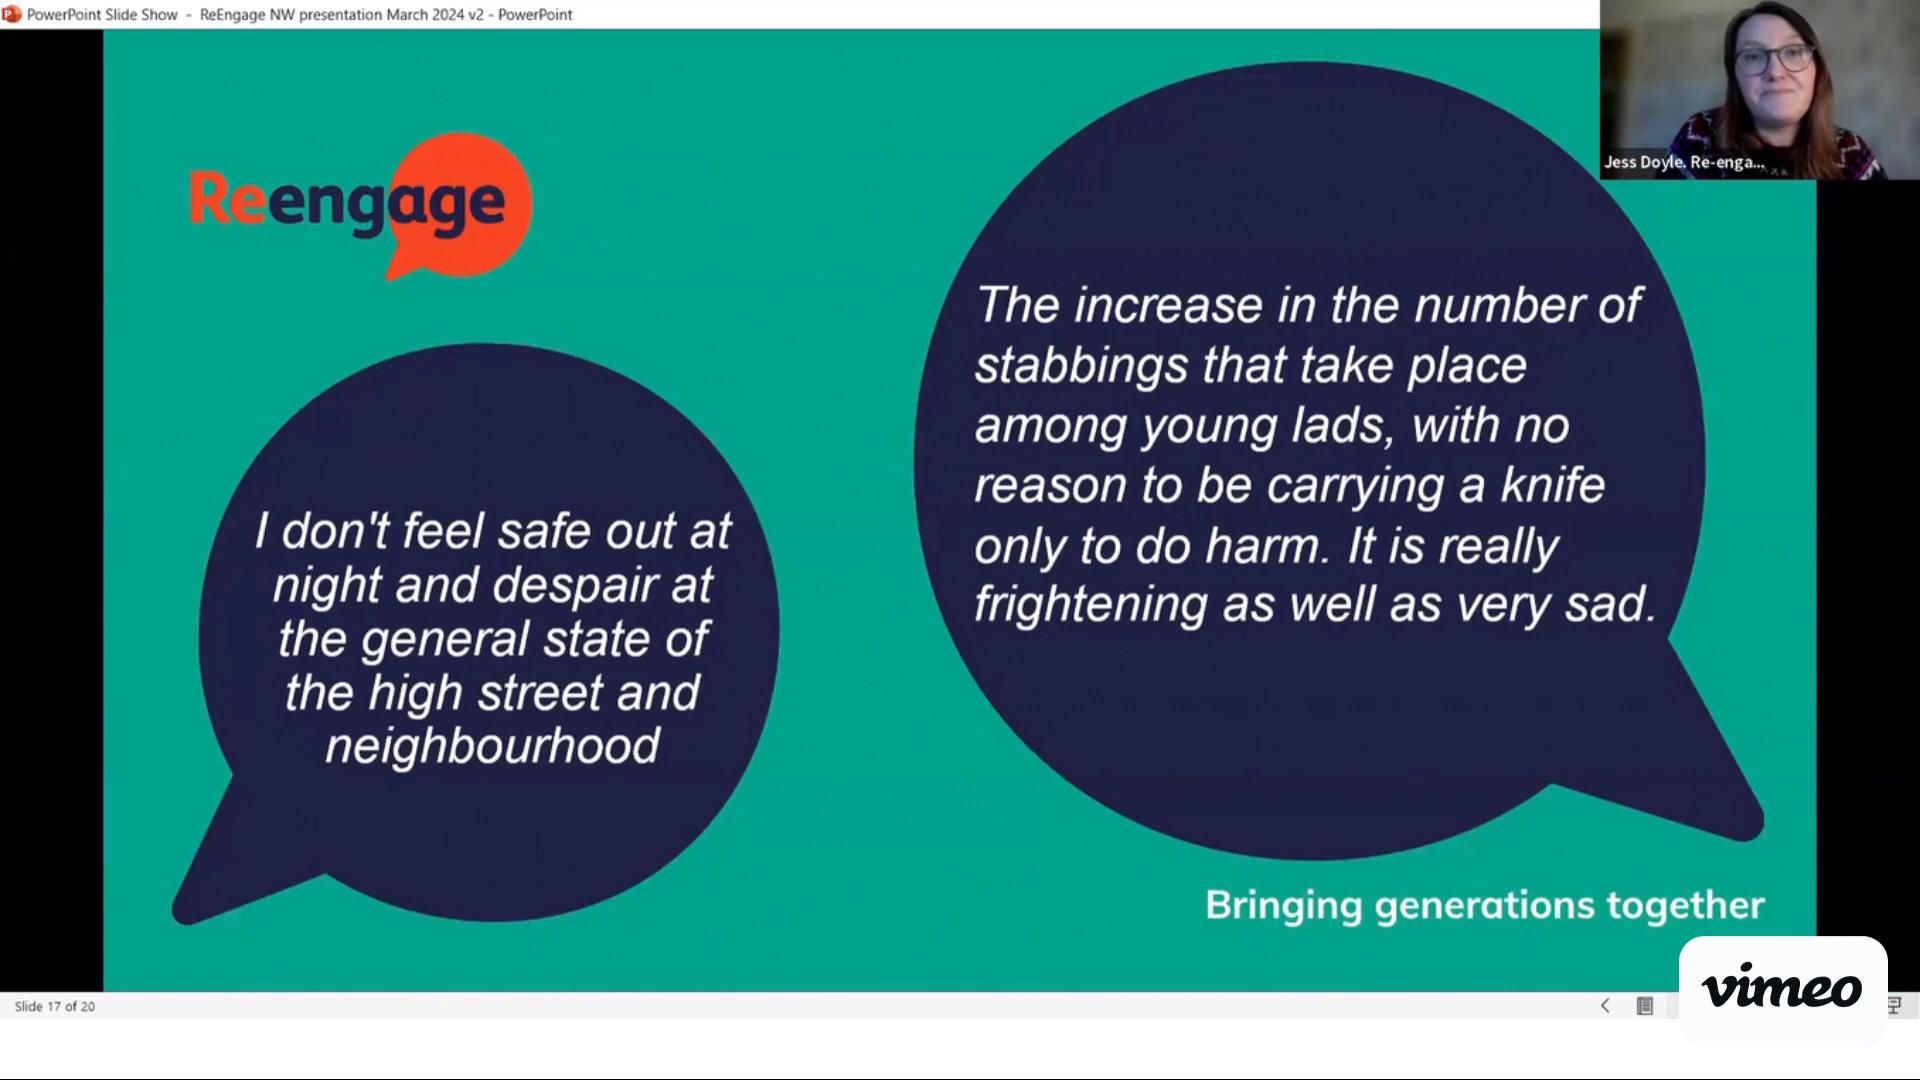 PowerPoint Slide Show - ReEngage NW presentation March 2024 v2 - PowerPoint
Jess Doyle. Re-enga...
Reengage
I don't feel safe out at
night and despair at
the general state of
the high street and
neighbourhood
The increase in the number of
stabbings that take place
among young lads, with no
reason to be carrying a knife
only to do harm. It is really
frightening as well as very sad.
Bringing generations together
vimeo
Slide 17 of 20